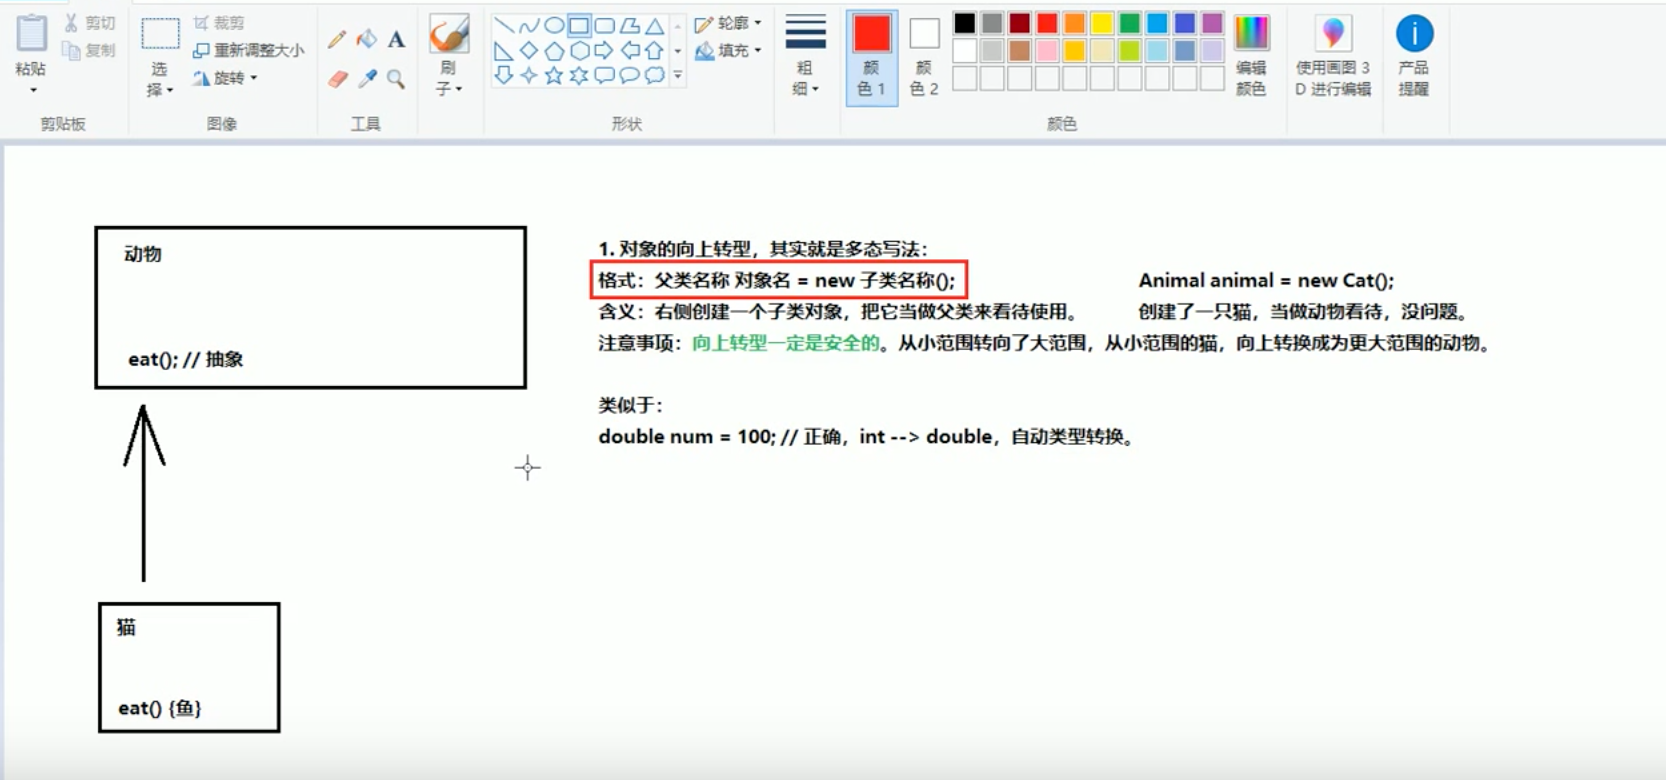 粘贴
剪切
复制
剪贴板
选
择
裁剪
重新调整大小
旋转
图像
A
工具
刷
子
形状
轮廓
填充
粗
细
颜
色 1
颜
色 2
颜色
编辑
颜色
使用画图 3
D 进行编辑
产品
提醒
动物
eat(); // 抽象
猫
eat() {鱼}
1. 对象的向上转型，其实就是多态写法：
格式：父类名称 对象名 = new 子类名称();
Animal animal = new Cat();
含义：右侧创建一个子类对象，把它当做父类来看待使用。
创建了一只猫，当做动物看待，没问题。
注意事项：向上转型一定是安全的。从小范围转向了大范围，从小范围的猫，向上转换成为更大范围的动物。
类似于：
double num = 100; // 正确，int --> double，自动类型转换。